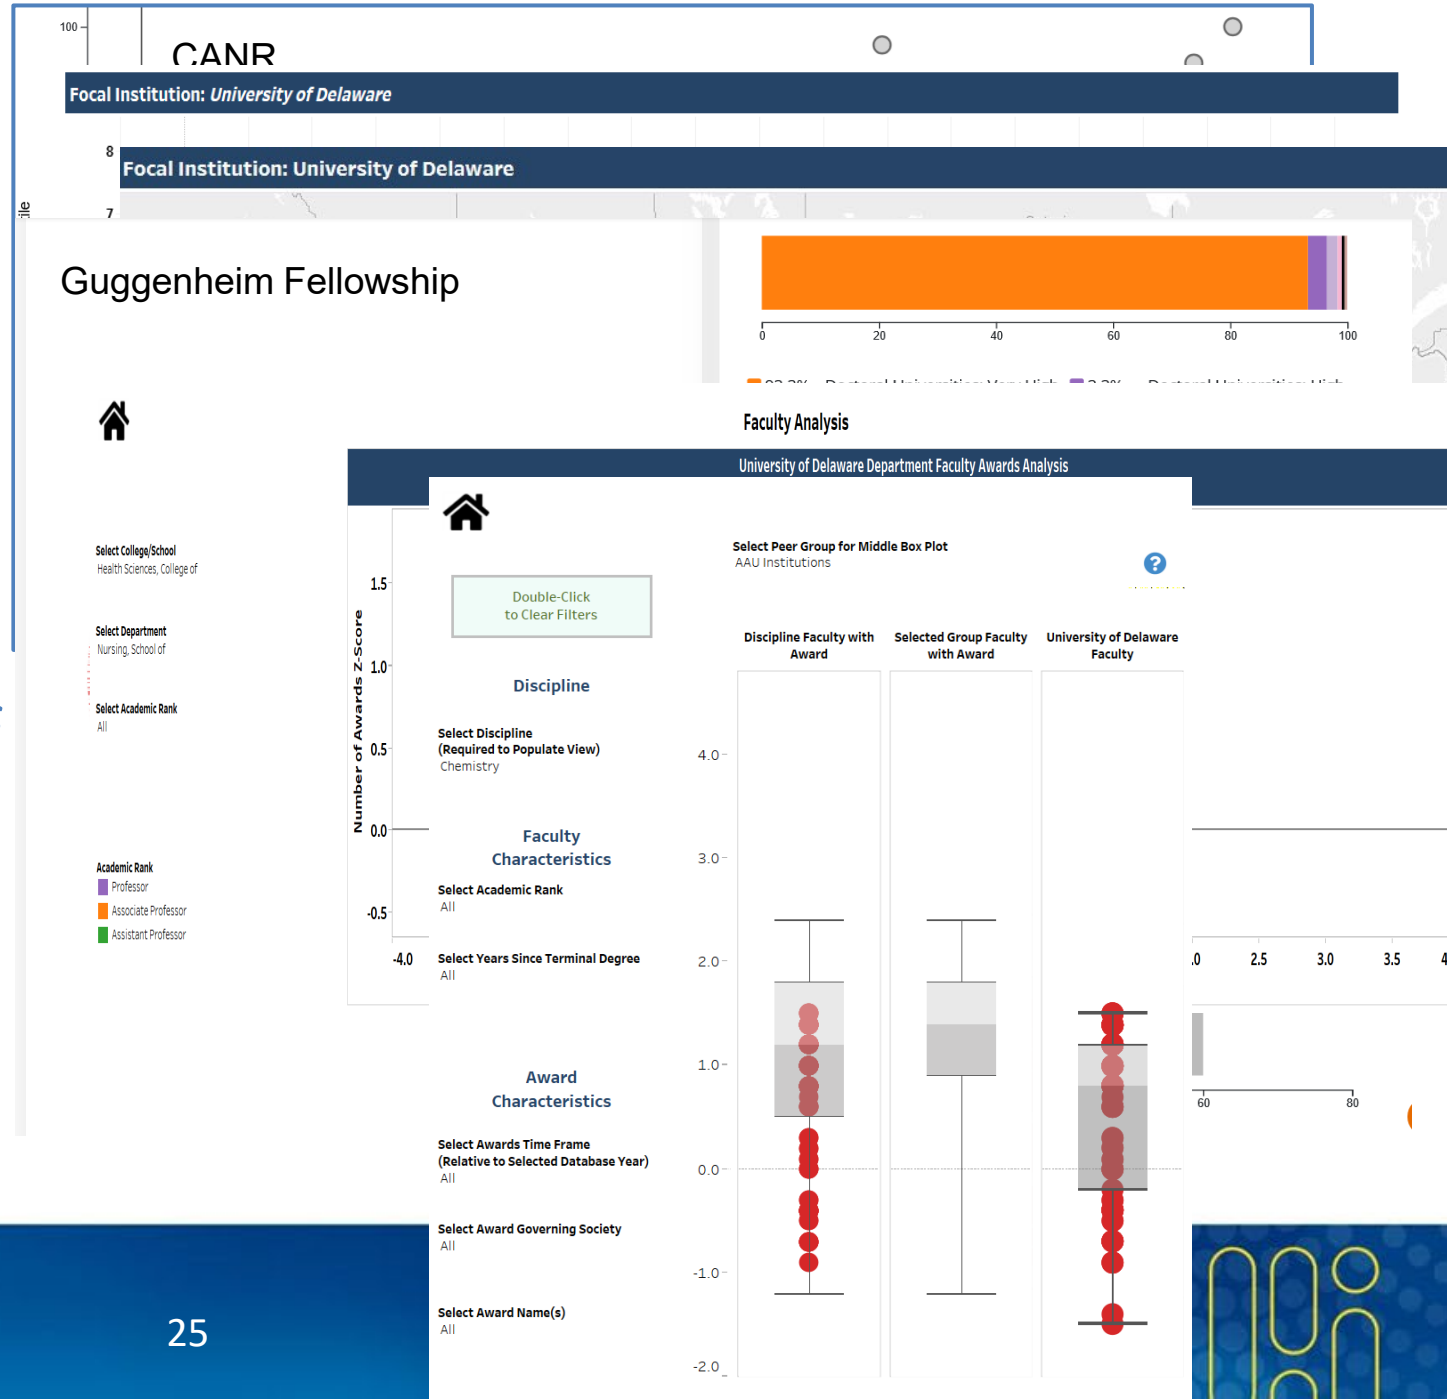 100
CANR
Focal Institution: University of Delaware
8
Focal Institution: University of Delaware
7
Guggenheim Fellowship
0 20 40 60 80 100
Faculty Analysis
University of Delaware Department Faculty Awards Analysis
Select College/School
Health Sciences, College of
Select Department
Nursing, School of
Select Academic Rank
All
Academic Rank
Professor
Associate Professor
Assistant Professor
Number of Awards Z-Score
1.5
1.0
0.5
0.0
-0.5
-4.0
Double-Click
to Clear Filters
Discipline
Select Discipline
(Required to Populate View)
Chemistry
Faculty
Characteristics
Select Academic Rank
All
Select Years Since Terminal Degree
All
Award
Characteristics
Select Awards Time Frame
(Relative to Selected Database Year)
All
Select Award Governing Society
All
Select Award Name(s)
All
Select Peer Group for Middle Box Plot
AAU Institutions
?
Discipline Faculty with
Award
Selected Group Faculty
with Award
University of Delaware
Faculty
4.0
3.0
2.0
1.0
0.0
-1.0
-2.0
.0 2.5 3.0 3.5 4
60 80
25